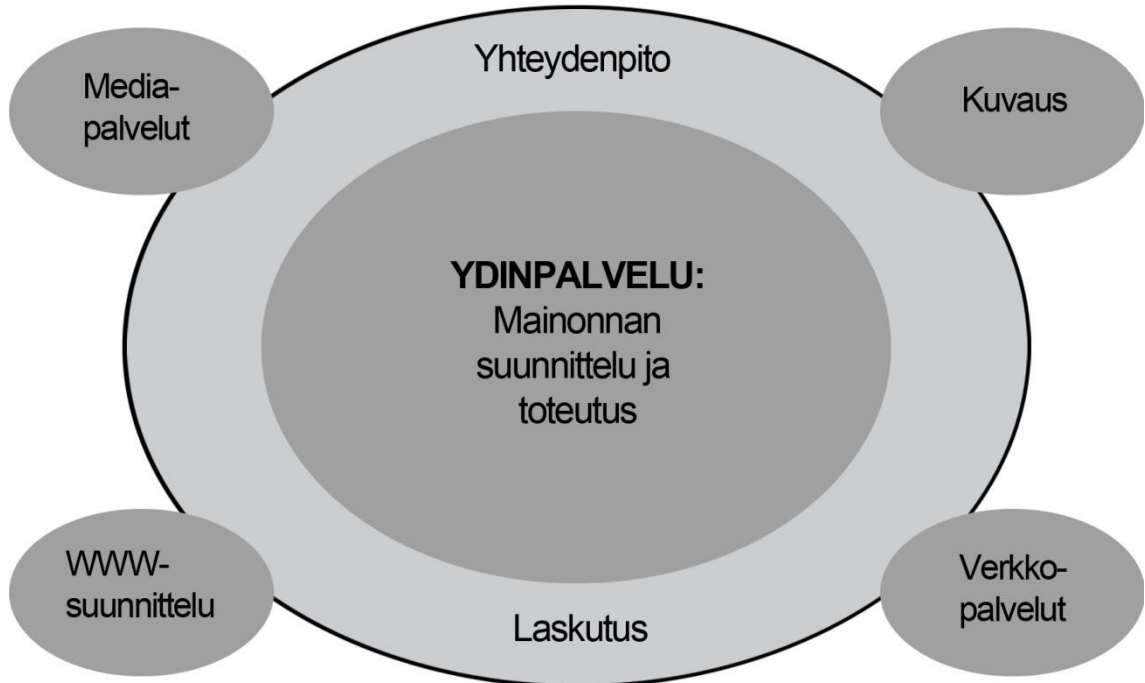 Yhteydenpito
Media-
palvelut
Kuvaus
YDINPALVELU:
Mainonnan
suunnittelu ja
toteutus
WWW-
suunnittelu
Verkko-
palvelut
Laskutus